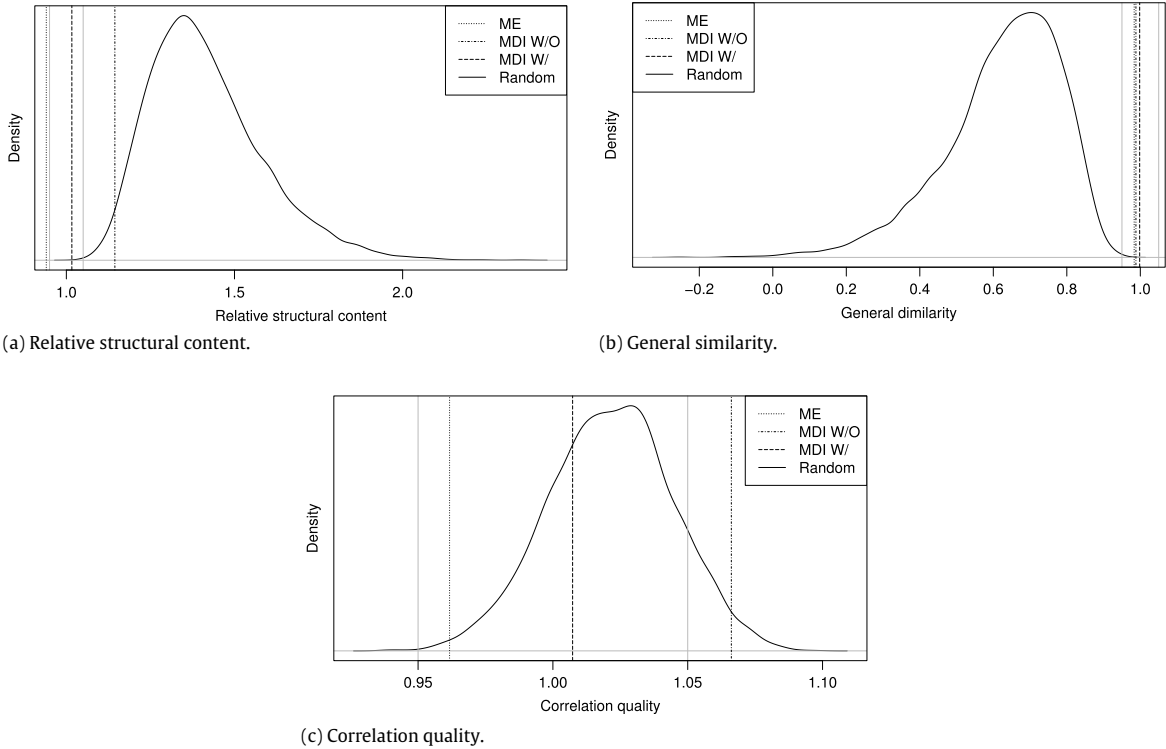 ME
MDI W/O
MDI W/
Random
Density
1.0 1.5 2.0
Relative structural content
(a) Relative structural content.
ME
MDI W/O
MDI W/
Random
Density
−0.2 0.0 0.2 0.4 0.6 0.8 1.0
General dimilarity
(b) General similarity.
ME
MDI W/O
MDI W/
Random
Density
0.95 1.00 1.05 1.10
Correlation quality
(c) Correlation quality.